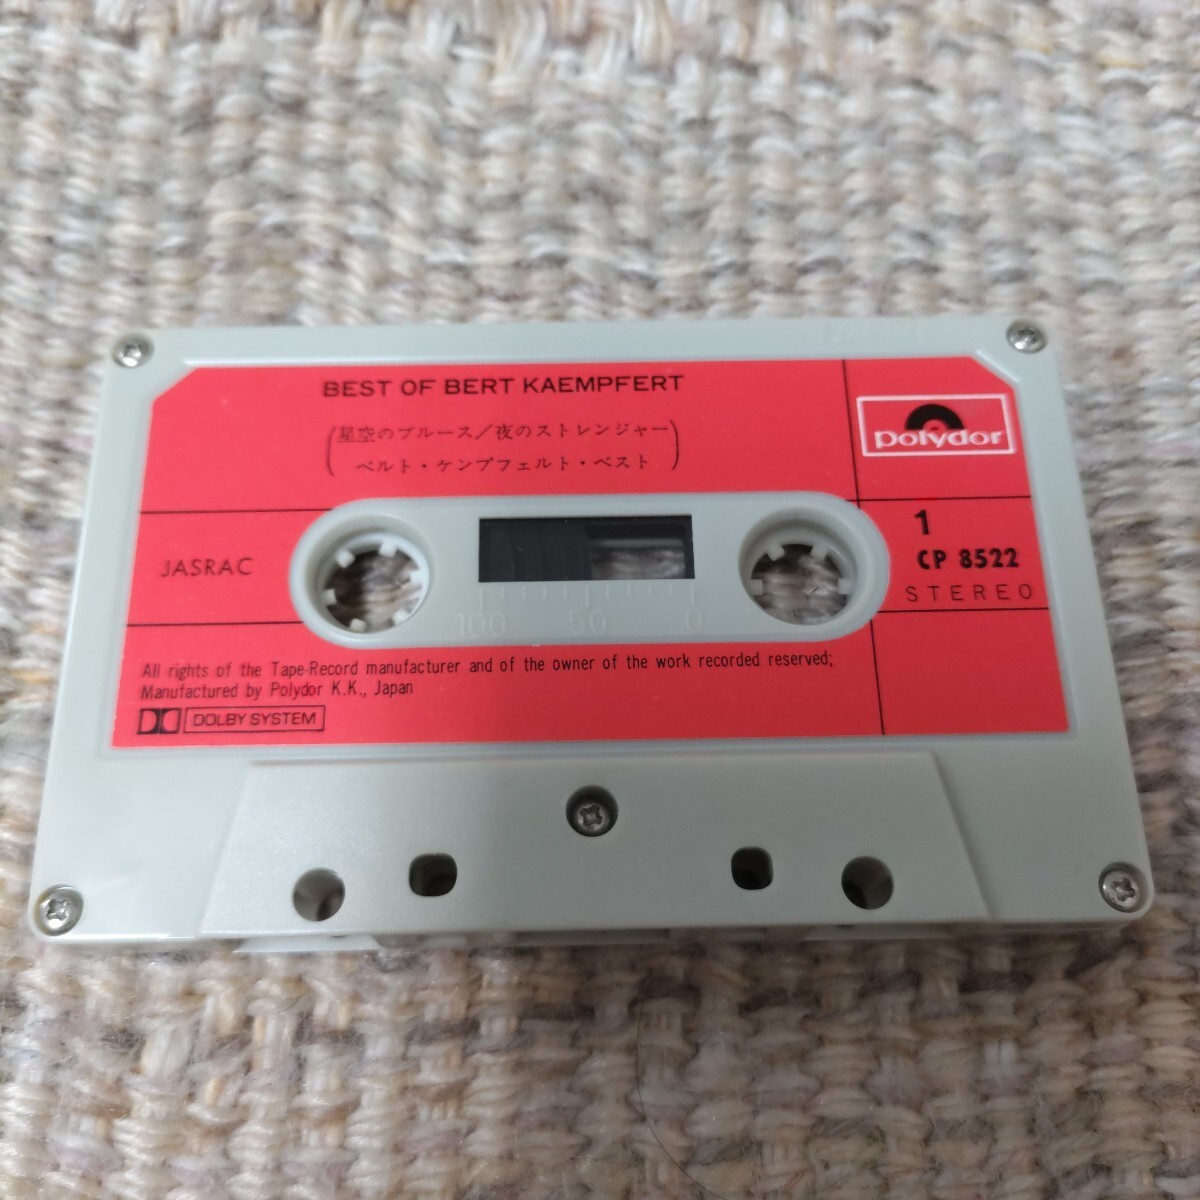 BEST OF BERT KAEMPFERT
(星空のブルース/夜のストレンジャー
ベルト・ケンプフェルト・ベスト)
polydor
JASRAC
1
CP 8522
STEREO
100 50 0
All rights of the Tape-Record manufacturer and of the owner of the work recorded reserved;
Manufactured by Polydor K.K., Japan
DOLBY SYSTEM